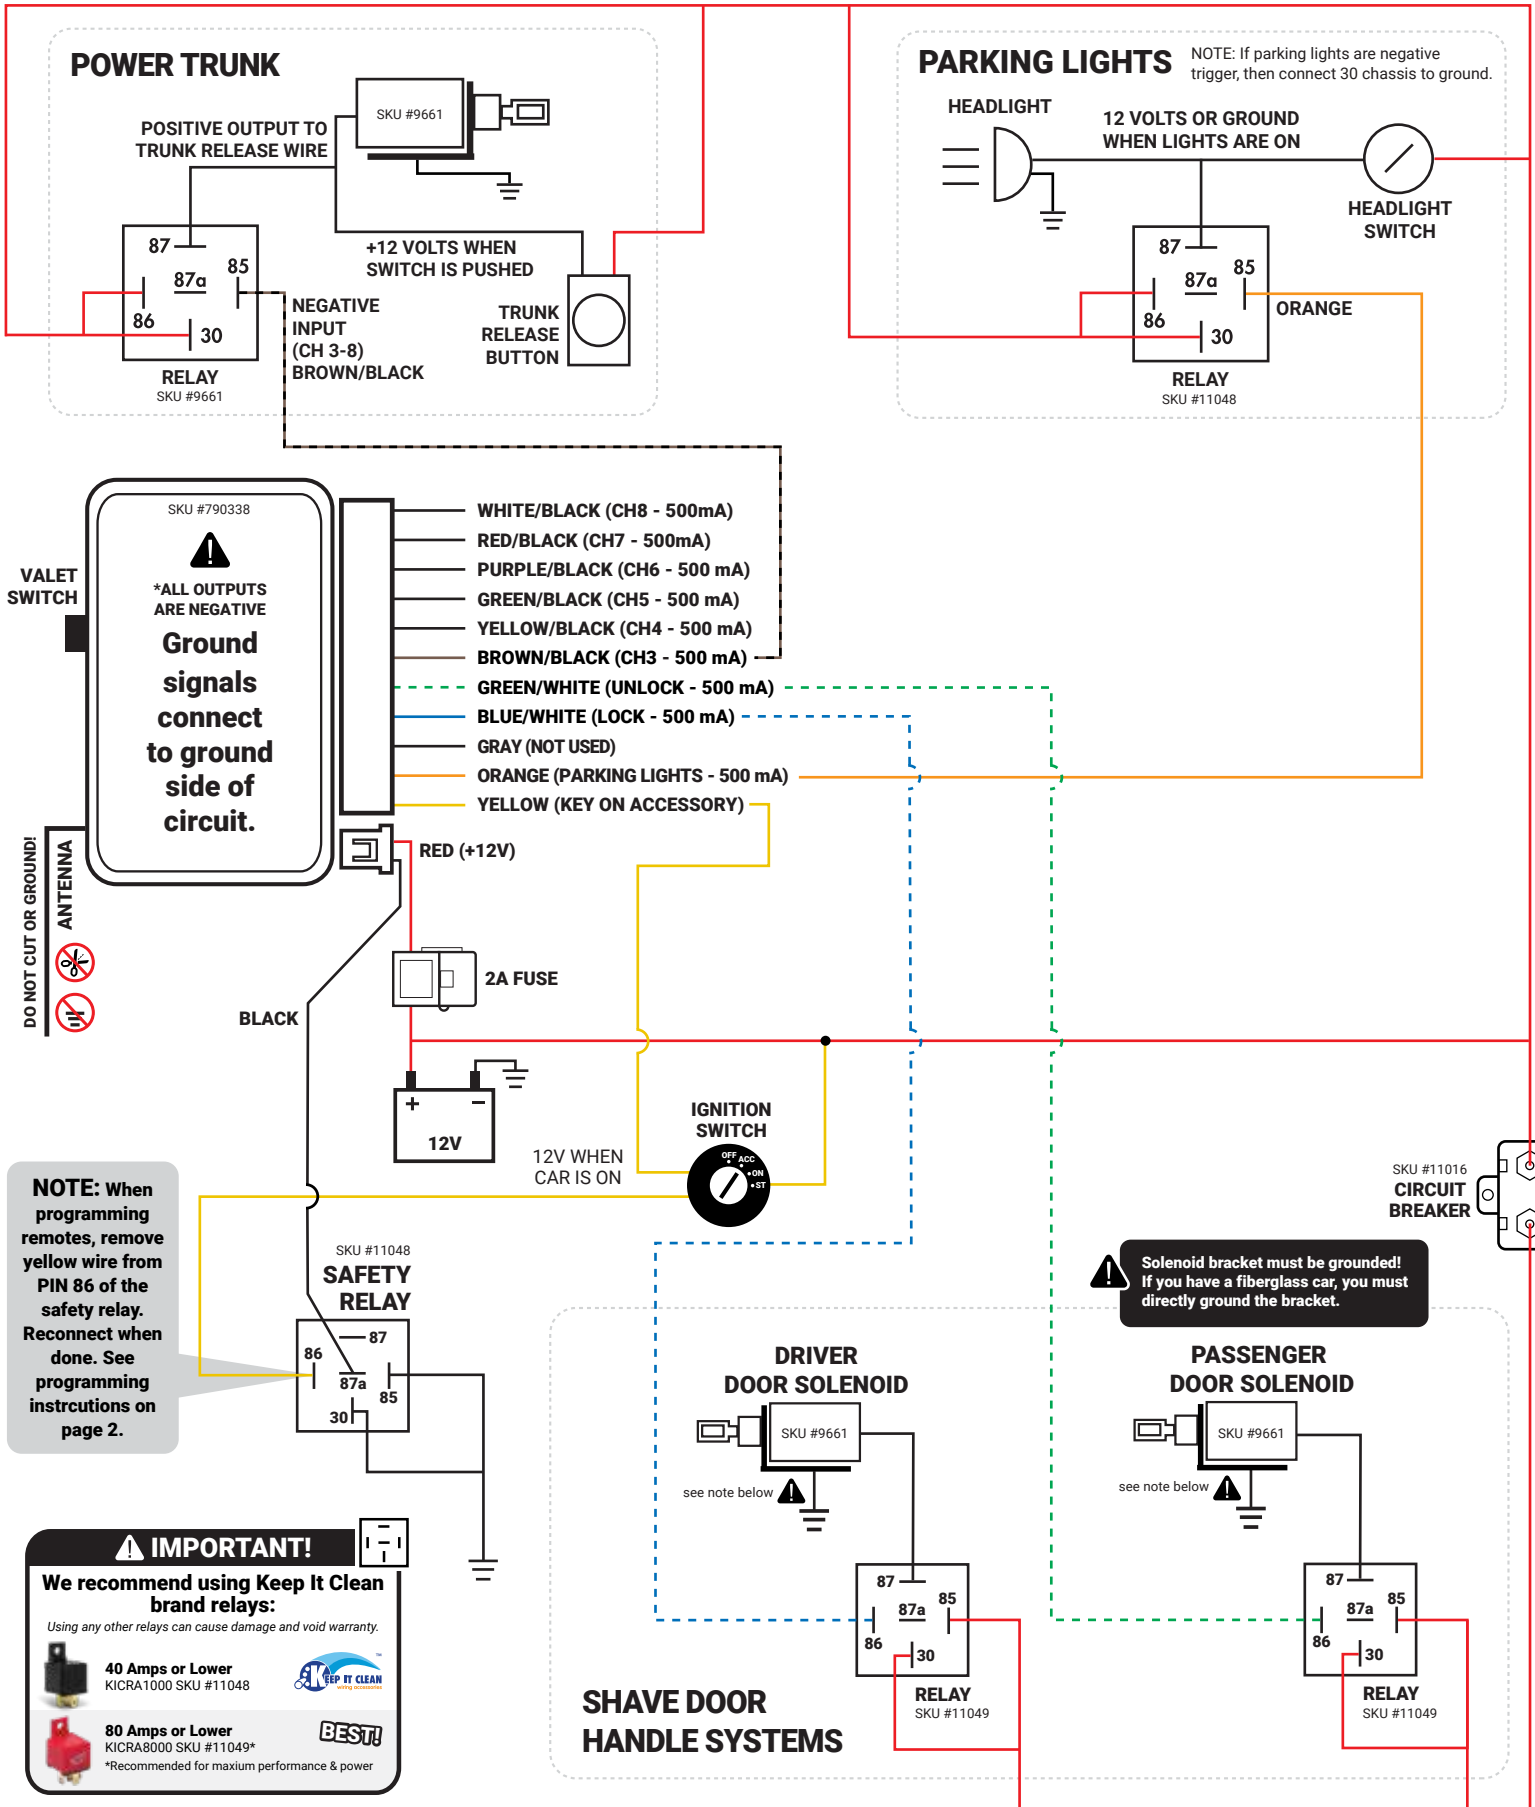 POWER TRUNK
SKU #9661
POSITIVE OUTPUT TO
TRUNK RELEASE WIRE
87
87a
85
86
30
RELAY
SKU #9661
+12 VOLTS WHEN
SWITCH IS PUSHED
NEGATIVE
INPUT
(CH 3-8)
BROWN/BLACK
TRUNK
RELEASE
BUTTON
PARKING LIGHTS
NOTE: If parking lights are negative
trigger, then connect 30 chassis to ground.
HEADLIGHT
12 VOLTS OR GROUND
WHEN LIGHTS ARE ON
HEADLIGHT
SWITCH
87
87a
85
86
30
ORANGE
RELAY
SKU #11048
SKU #790338
*ALL OUTPUTS
ARE NEGATIVE
Ground
signals
connect
to ground
side of
circuit.
VALET
SWITCH
DO NOT CUT OR GROUND!
ANTENNA
WHITE/BLACK (CH8 - 500mA)
RED/BLACK (CH7 - 500mA)
PURPLE/BLACK (CH6 - 500 mA)
GREEN/BLACK (CH5 - 500 mA)
YELLOW/BLACK (CH4 - 500 mA)
BROWN/BLACK (CH3 - 500 mA)
GREEN/WHITE (UNLOCK - 500 mA)
BLUE/WHITE (LOCK - 500 mA)
GRAY (NOT USED)
ORANGE (PARKING LIGHTS - 500 mA)
YELLOW (KEY ON ACCESSORY)
RED (+12V)
2A FUSE
BLACK
+ −
12V
12V WHEN
CAR IS ON
IGNITION
SWITCH
OFF
ACC
ON
ST
SKU #11016
CIRCUIT
BREAKER
NOTE: When
programming
remotes, remove
yellow wire from
PIN 86 of the
safety relay.
Reconnect when
done. See
programming
instrcutions on
page 2.
SKU #11048
SAFETY
RELAY
87
86
87a
85
30
Solenoid bracket must be grounded!
If you have a fiberglass car, you must
directly ground the bracket.
DRIVER
DOOR SOLENOID
SKU #9661
see note below
87
87a
85
86
30
RELAY
SKU #11049
PASSENGER
DOOR SOLENOID
SKU #9661
see note below
87
87a
85
86
30
RELAY
SKU #11049
SHAVE DOOR
HANDLE SYSTEMS
IMPORTANT!
We recommend using Keep It Clean
brand relays:
Using any other relays can cause damage and void warranty.
40 Amps or Lower
KICRA1000 SKU #11048
KEEP IT CLEAN
wiring accessories
80 Amps or Lower
KICRA8000 SKU #11049*
BEST!
*Recommended for maxium performance & power